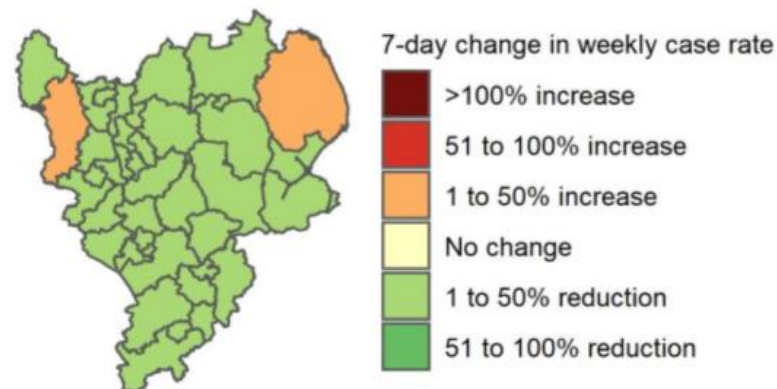 7-day change in weekly case rate
>100% increase
51 to 100% increase
1 to 50% increase
No change
1 to 50% reduction
51 to 100% reduction